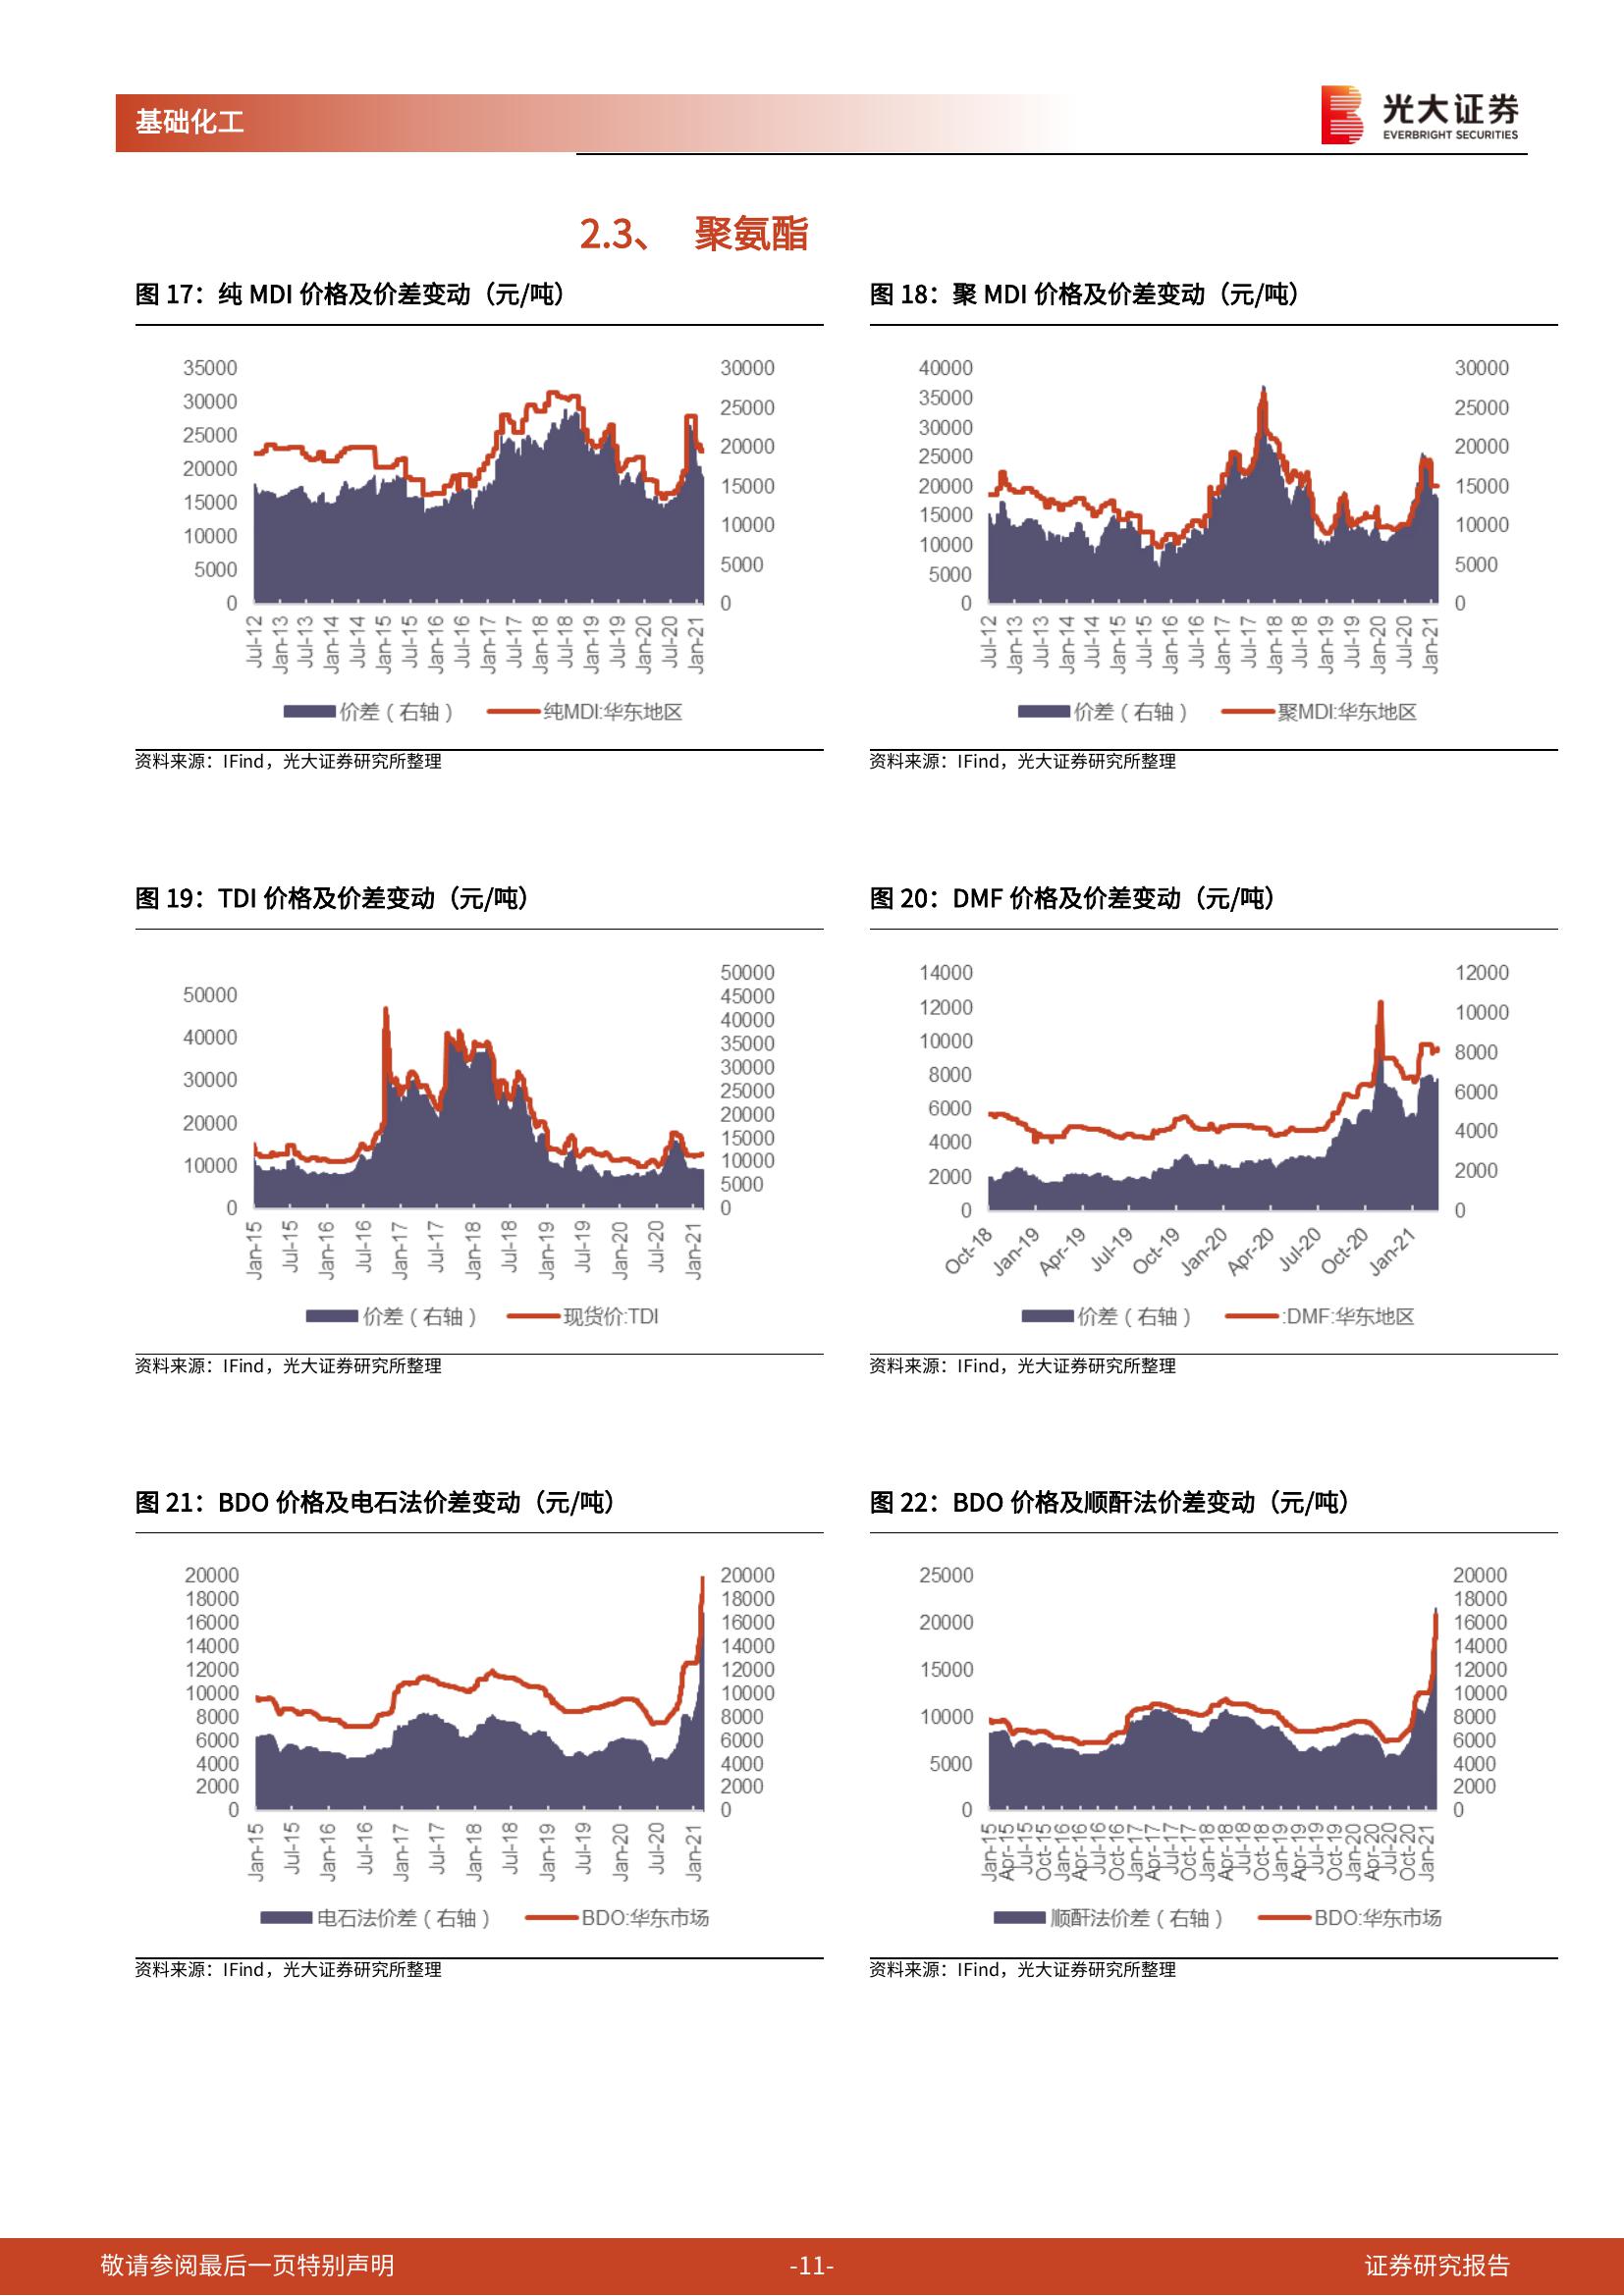 基础化工
光大证券
EVERBRIGHT SECURITIES
2.3、 聚氨酯
图 17：纯 MDI 价格及价差变动（元/吨）
35000
30000
25000
20000
15000
10000
5000
0
30000
25000
20000
15000
10000
5000
0
Jul-12
Jan-13
Jul-13
Jan-14
Jul-14
Jan-15
Jul-15
Jan-16
Jul-16
Jan-17
Jul-17
Jan-18
Jul-18
Jan-19
Jul-19
Jan-20
Jul-20
Jan-21
价差（右轴） 纯MDI:华东地区
资料来源：IFind，光大证券研究所整理
图 18：聚 MDI 价格及价差变动（元/吨）
40000
35000
30000
25000
20000
15000
10000
5000
0
30000
25000
20000
15000
10000
5000
0
Jul-12
Jan-13
Jul-13
Jan-14
Jul-14
Jan-15
Jul-15
Jan-16
Jul-16
Jan-17
Jul-17
Jan-18
Jul-18
Jan-19
Jul-19
Jan-20
Jul-20
Jan-21
价差（右轴） 聚MDI:华东地区
资料来源：IFind，光大证券研究所整理
图 19：TDI 价格及价差变动（元/吨）
50000
40000
30000
20000
10000
0
50000
45000
40000
35000
30000
25000
20000
15000
10000
5000
0
Jan-15
Jul-15
Jan-16
Jul-16
Jan-17
Jul-17
Jan-18
Jul-18
Jan-19
Jul-19
Jan-20
Jul-20
Jan-21
价差（右轴） 现货价:TDI
资料来源：IFind，光大证券研究所整理
图 20：DMF 价格及价差变动（元/吨）
14000
12000
10000
8000
6000
4000
2000
0
12000
10000
8000
6000
4000
2000
0
Oct-18
Jan-19
Apr-19
Jul-19
Oct-19
Jan-20
Apr-20
Jul-20
Oct-20
Jan-21
价差（右轴） :DMF:华东地区
资料来源：IFind，光大证券研究所整理
图 21：BDO 价格及电石法价差变动（元/吨）
20000
18000
16000
14000
12000
10000
8000
6000
4000
2000
0
20000
18000
16000
14000
12000
10000
8000
6000
4000
2000
0
Jan-15
Jul-15
Jan-16
Jul-16
Jan-17
Jul-17
Jan-18
Jul-18
Jan-19
Jul-19
Jan-20
Jul-20
Jan-21
电石法价差（右轴） BDO:华东市场
资料来源：IFind，光大证券研究所整理
图 22：BDO 价格及顺酐法价差变动（元/吨）
25000
20000
15000
10000
5000
0
20000
18000
16000
14000
12000
10000
8000
6000
4000
2000
0
Jan-15
Apr-15
Jul-15
Oct-15
Jan-16
Apr-16
Jul-16
Oct-16
Jan-17
Apr-17
Jul-17
Oct-17
Jan-18
Apr-18
Jul-18
Oct-18
Jan-19
Apr-19
Jul-19
Oct-19
Jan-20
Apr-20
Jul-20
Oct-20
Jan-21
顺酐法价差（右轴） BDO:华东市场
资料来源：IFind，光大证券研究所整理
敬请参阅最后一页特别声明
-11-
证券研究报告